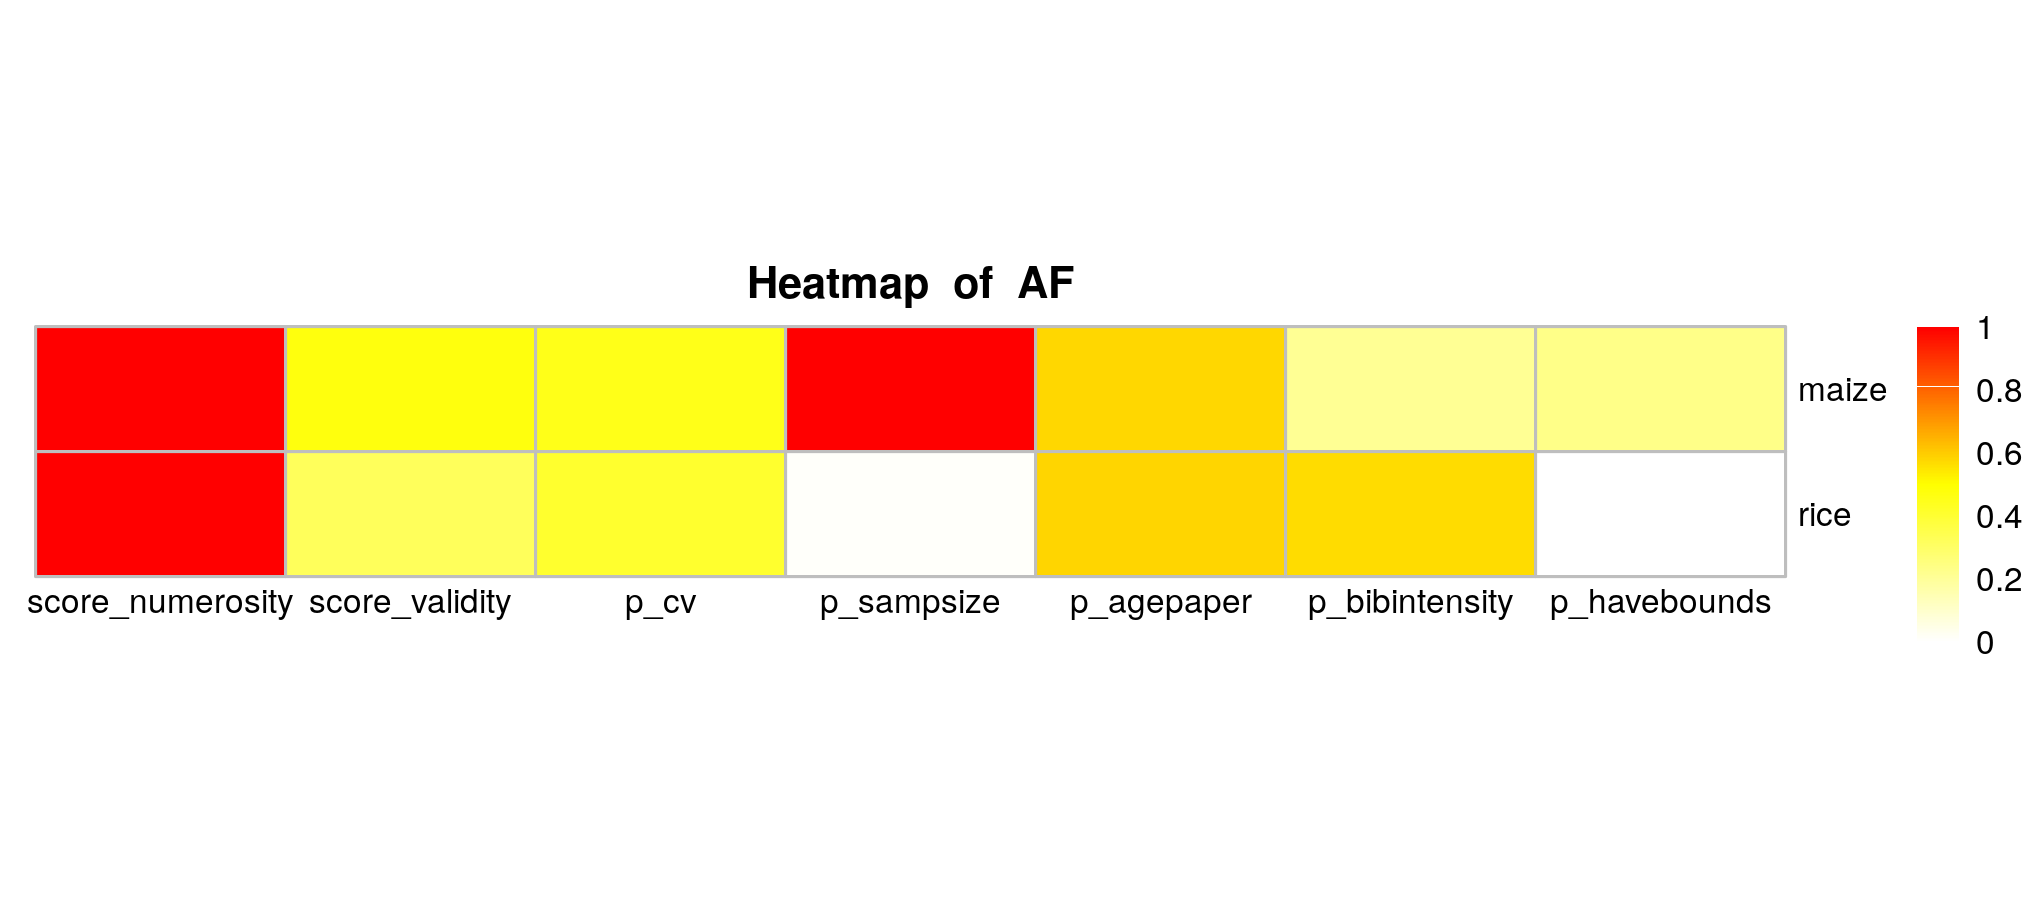 Heatmap of AF
maize
rice
score_numerosity score_validity p_cv p_sampsize p_agepaper p_bibintensity p_havebounds
1
0.8
0.6
0.4
0.2
0